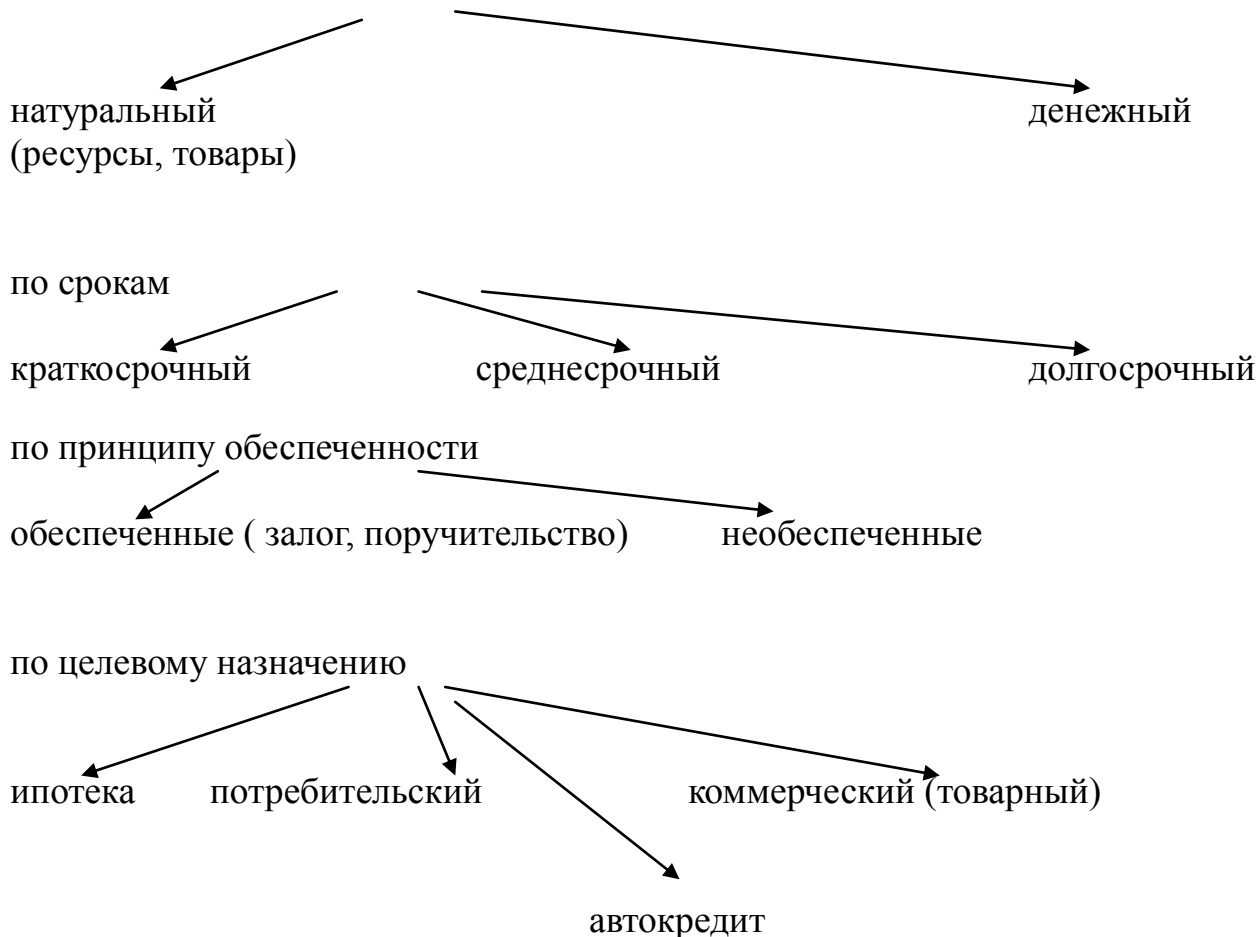 натуральный денежный
(ресурсы, товары)
по срокам
краткосрочный среднесрочный долгосрочный
по принципу обеспеченности
обеспеченные ( залог, поручительство) необеспеченные
по целевому назначению
ипотека потребительский коммерческий (товарный)
автокредит